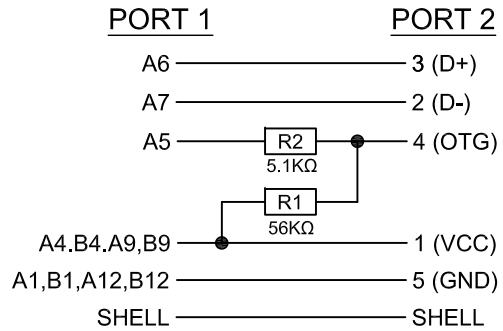 PORT 1 PORT 2
A6 3 (D+)
A7 2 (D-)
A5 R2 4 (OTG)
5.1KΩ
R1
56KΩ
A4.B4.A9,B9 1 (VCC)
A1,B1,A12,B12 5 (GND)
SHELL SHELL